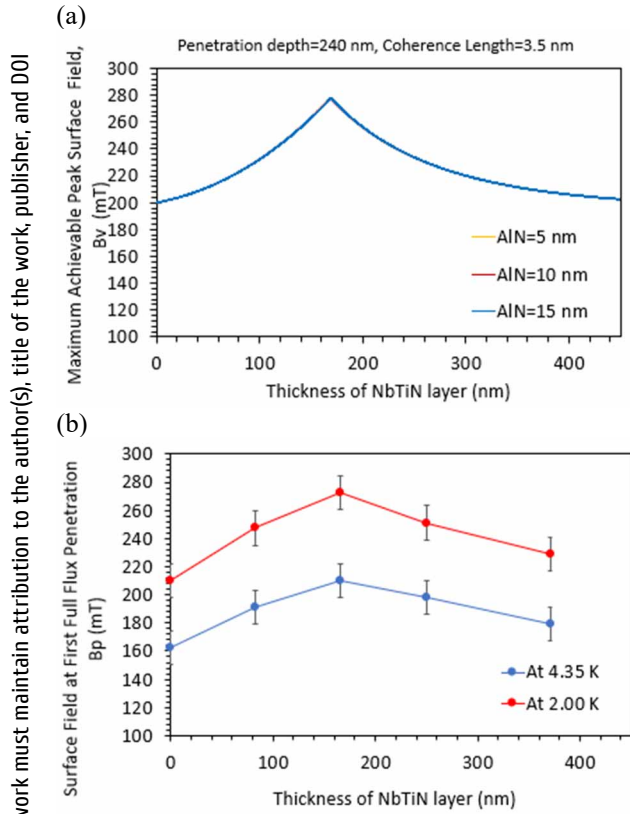 work must maintain attribution to the author(s), title of the work, publisher, and DOI
(a)
Penetration depth=240 nm, Coherence Length=3.5 nm
Maximum Achievable Peak Surface Field,
Bv (mT)
300
280
260
240
220
200
180
160
140
120
100
AlN=5 nm
AlN=10 nm
AlN=15 nm
0 100 200 300 400
Thickness of NbTiN layer (nm)
(b)
Surface Field at First Full Flux Penetration
Bp (mT)
300
280
260
240
220
200
180
160
140
120
100
At 4.35 K
At 2.00 K
0 100 200 300 400
Thickness of NbTiN layer (nm)